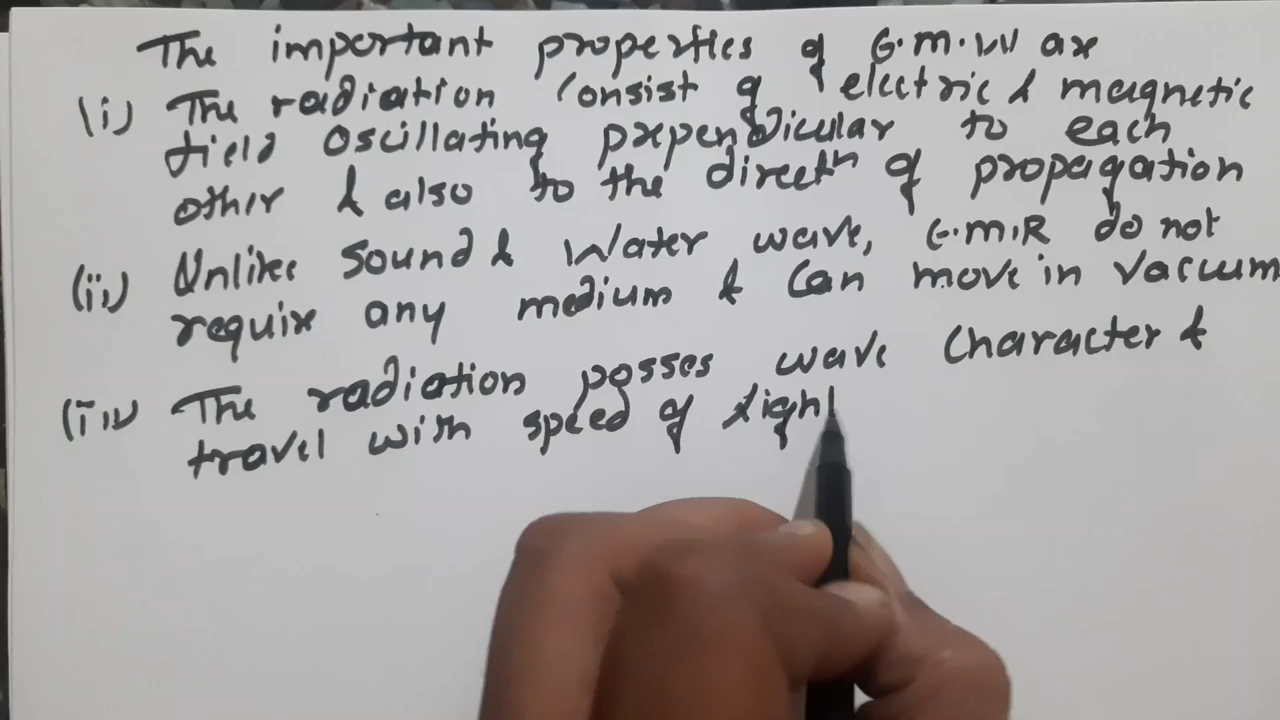 The important properties of E.M.W are
(i) The radiation consist of electric & magnetic
field oscillating perpendicular to each
other & also to the directn of propagation
(ii) Unlike sound & Water wave, E.M.R do not
require any medium & can move in vacuum
(iii) The radiation posses wave character &
travel with speed of light